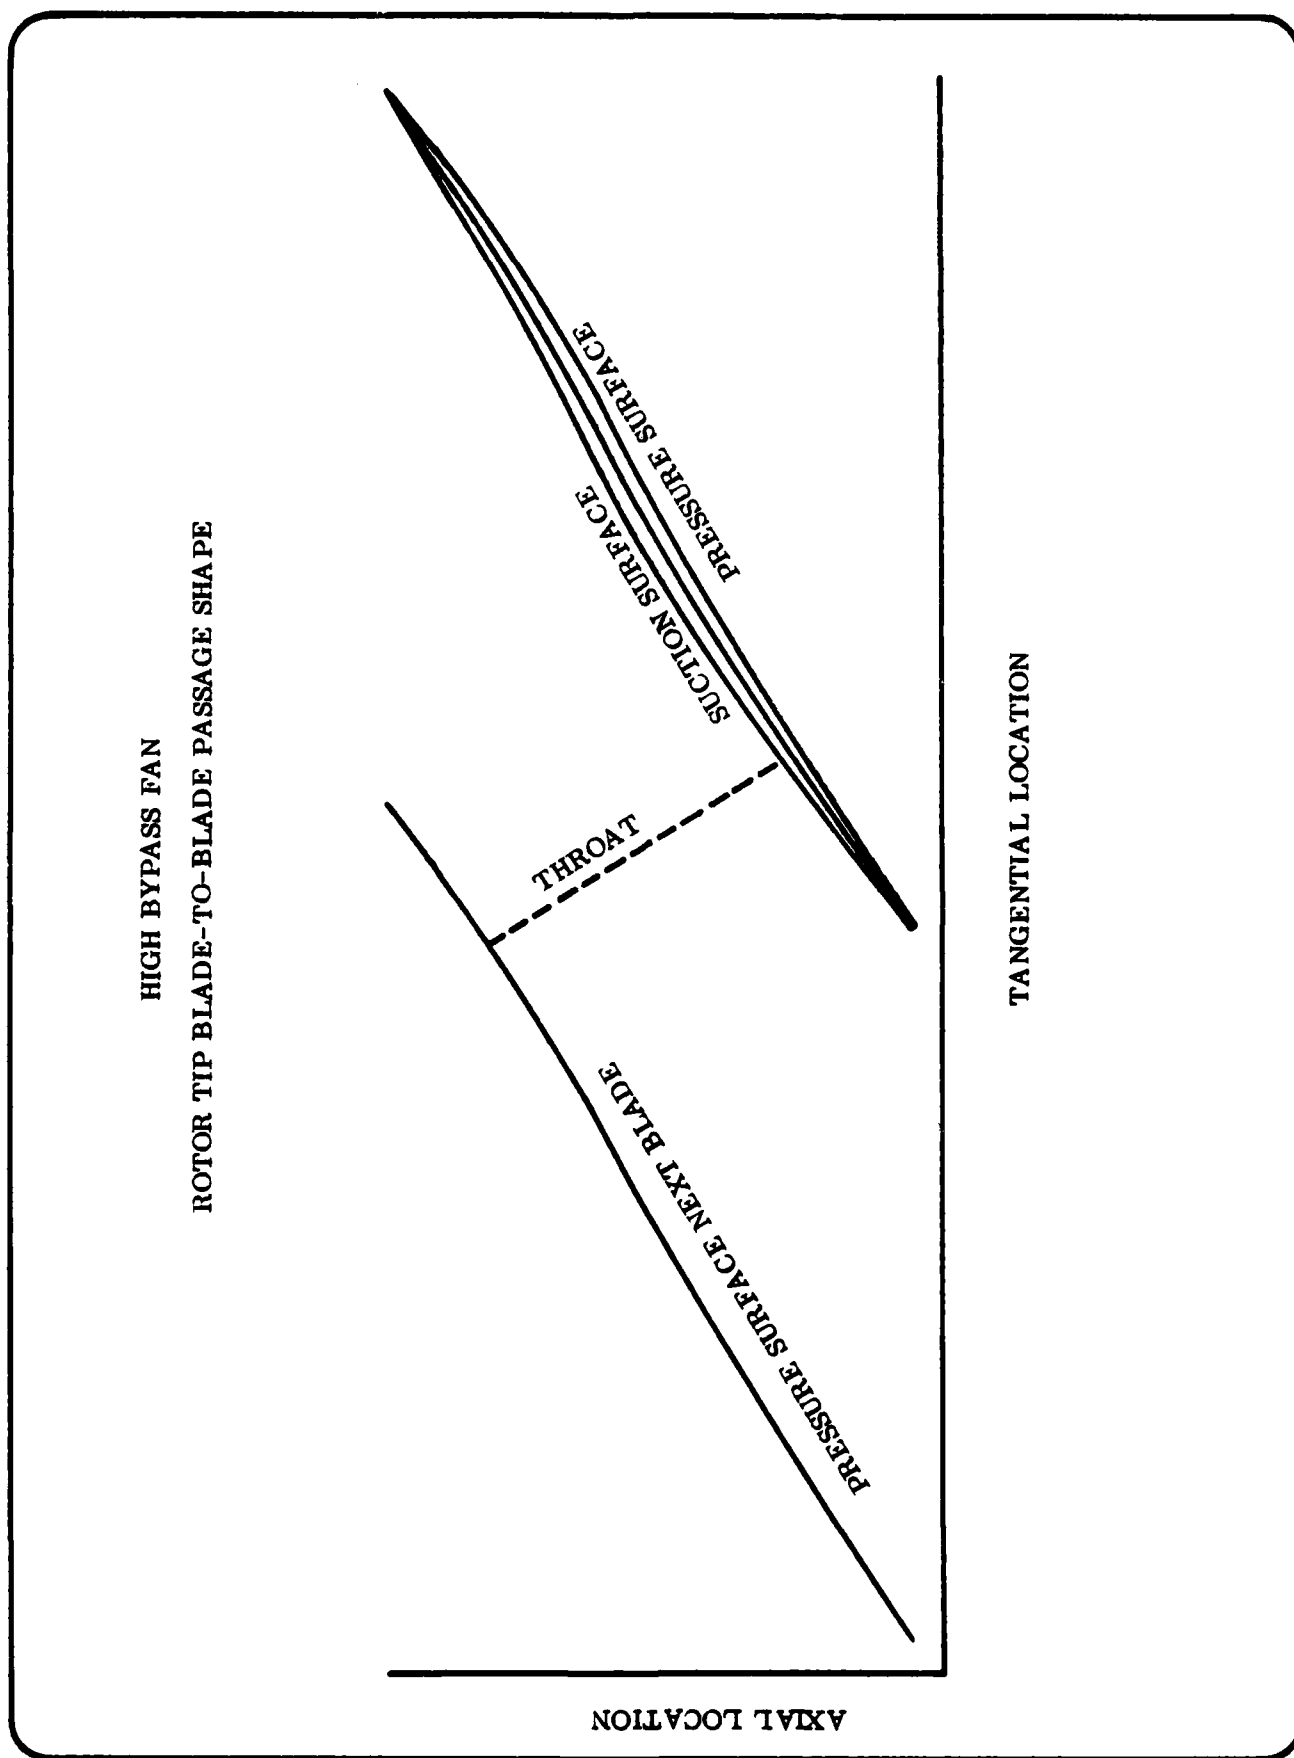 HIGH BYPASS FAN
ROTOR TIP BLADE-TO-BLADE PASSAGE SHAPE
AXIAL LOCATION
PRESSURE SURFACE NEXT BLADE
THROAT
SUCTION SURFACE
PRESSURE SURFACE
TANGENTIAL LOCATION